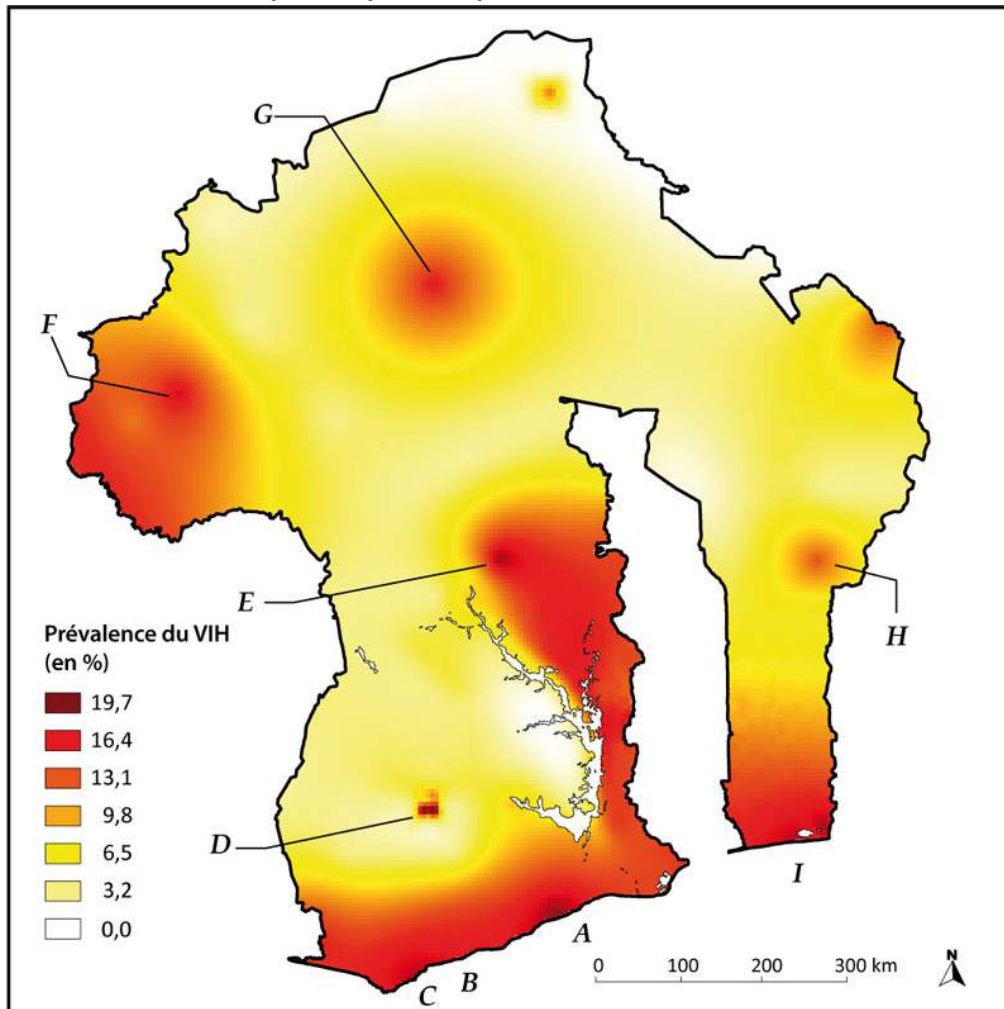 G
F
E
H
Prévalence du VIH
(en %)
19,7
16,4
13,1
9,8
6,5
3,2
0,0
D
I
A
B
C
0 100 200 300 km
N